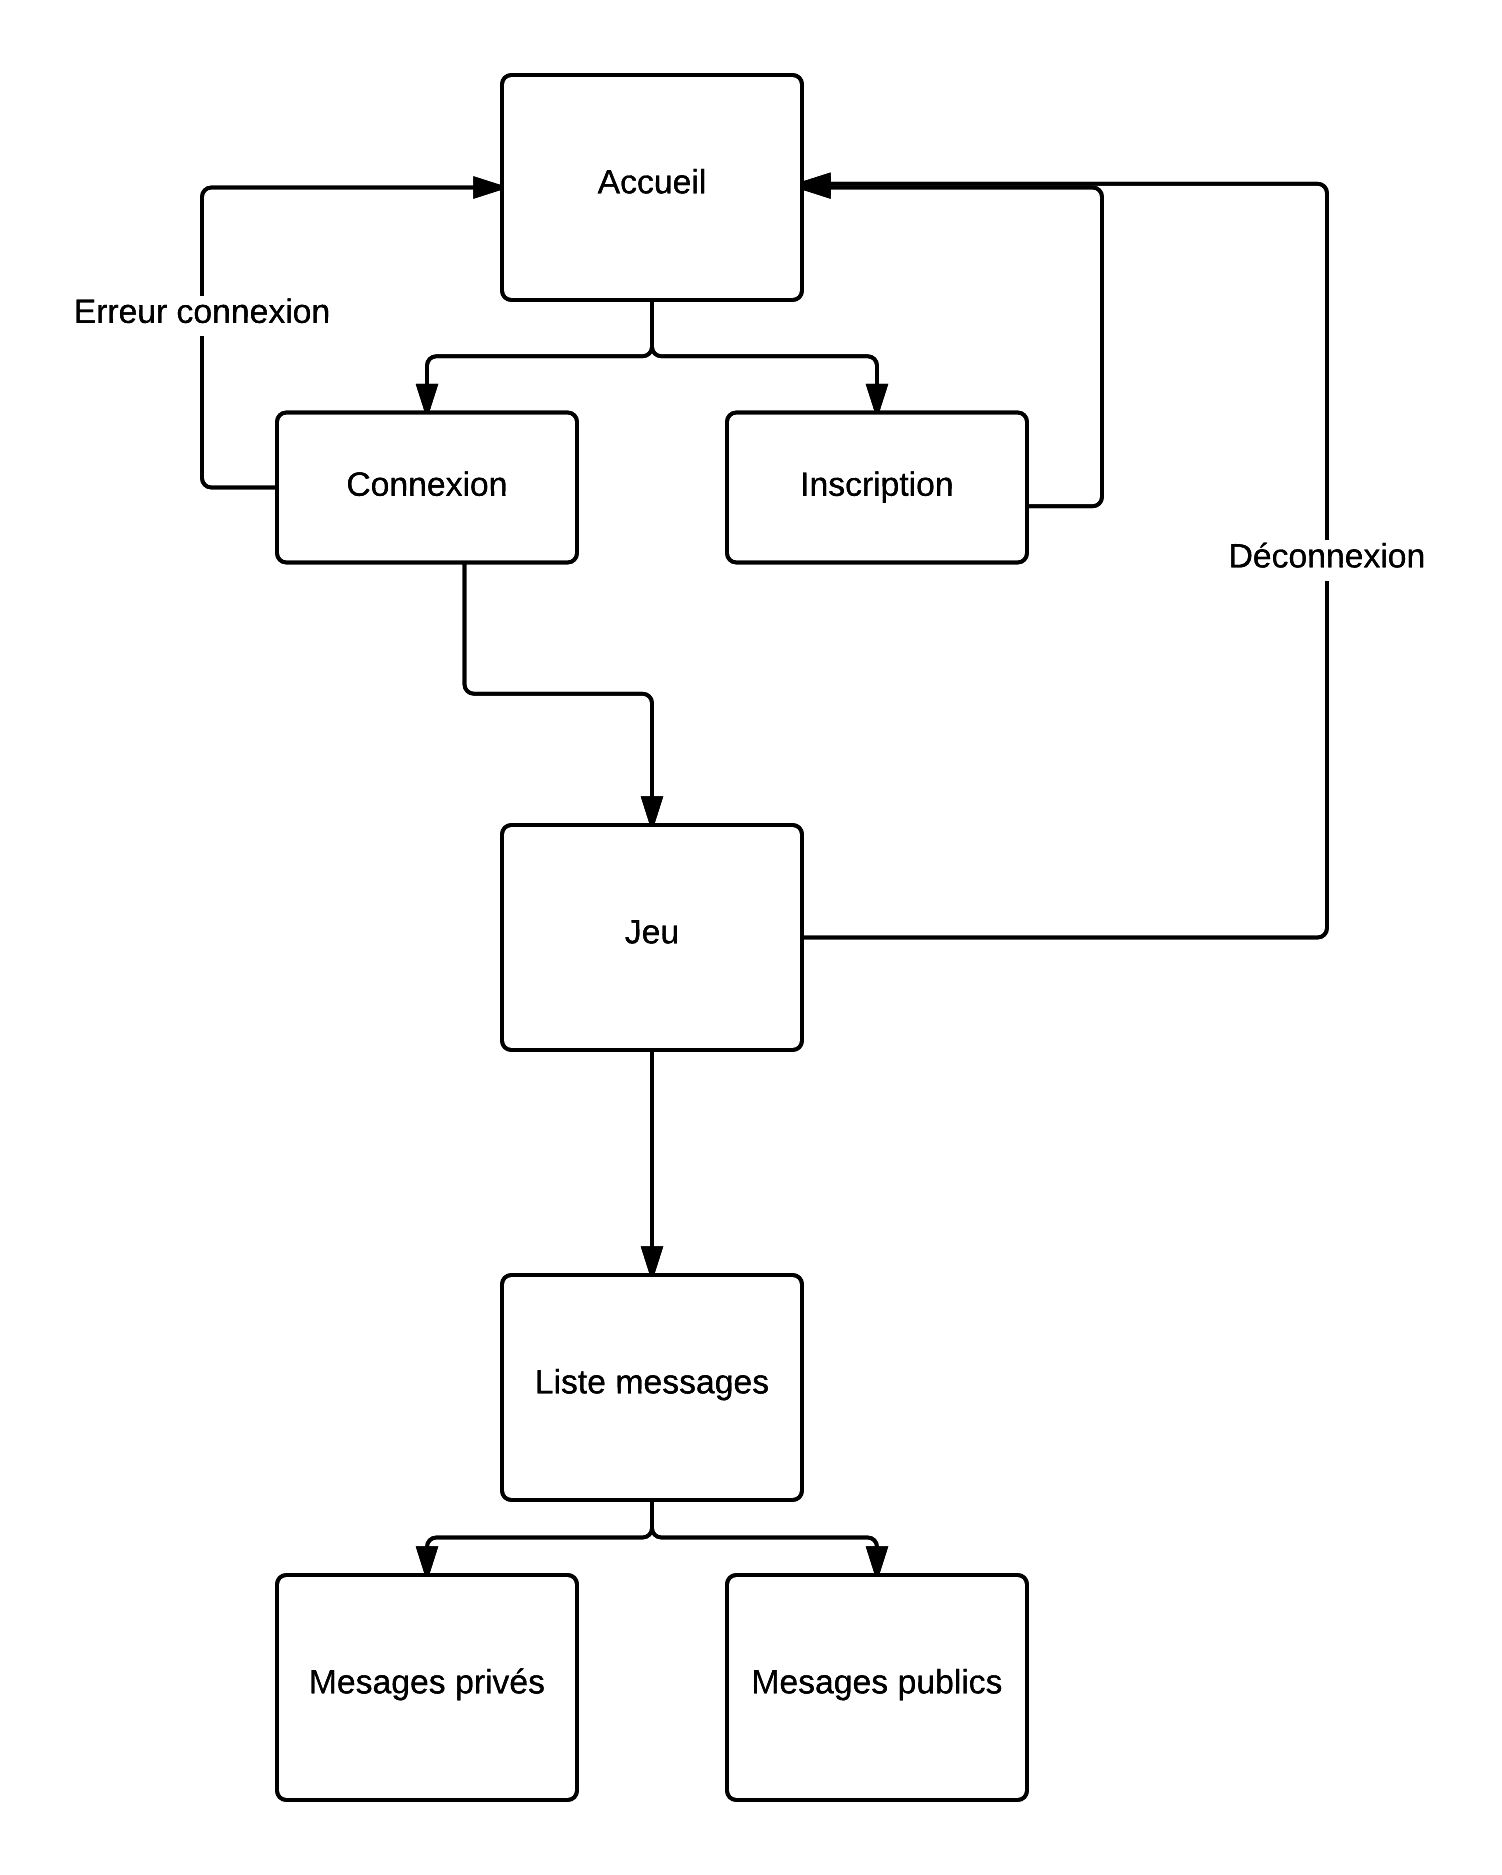 Accueil
Erreur connexion
Connexion
Inscription
Déconnexion
Jeu
Liste messages
Mesages privés
Mesages publics